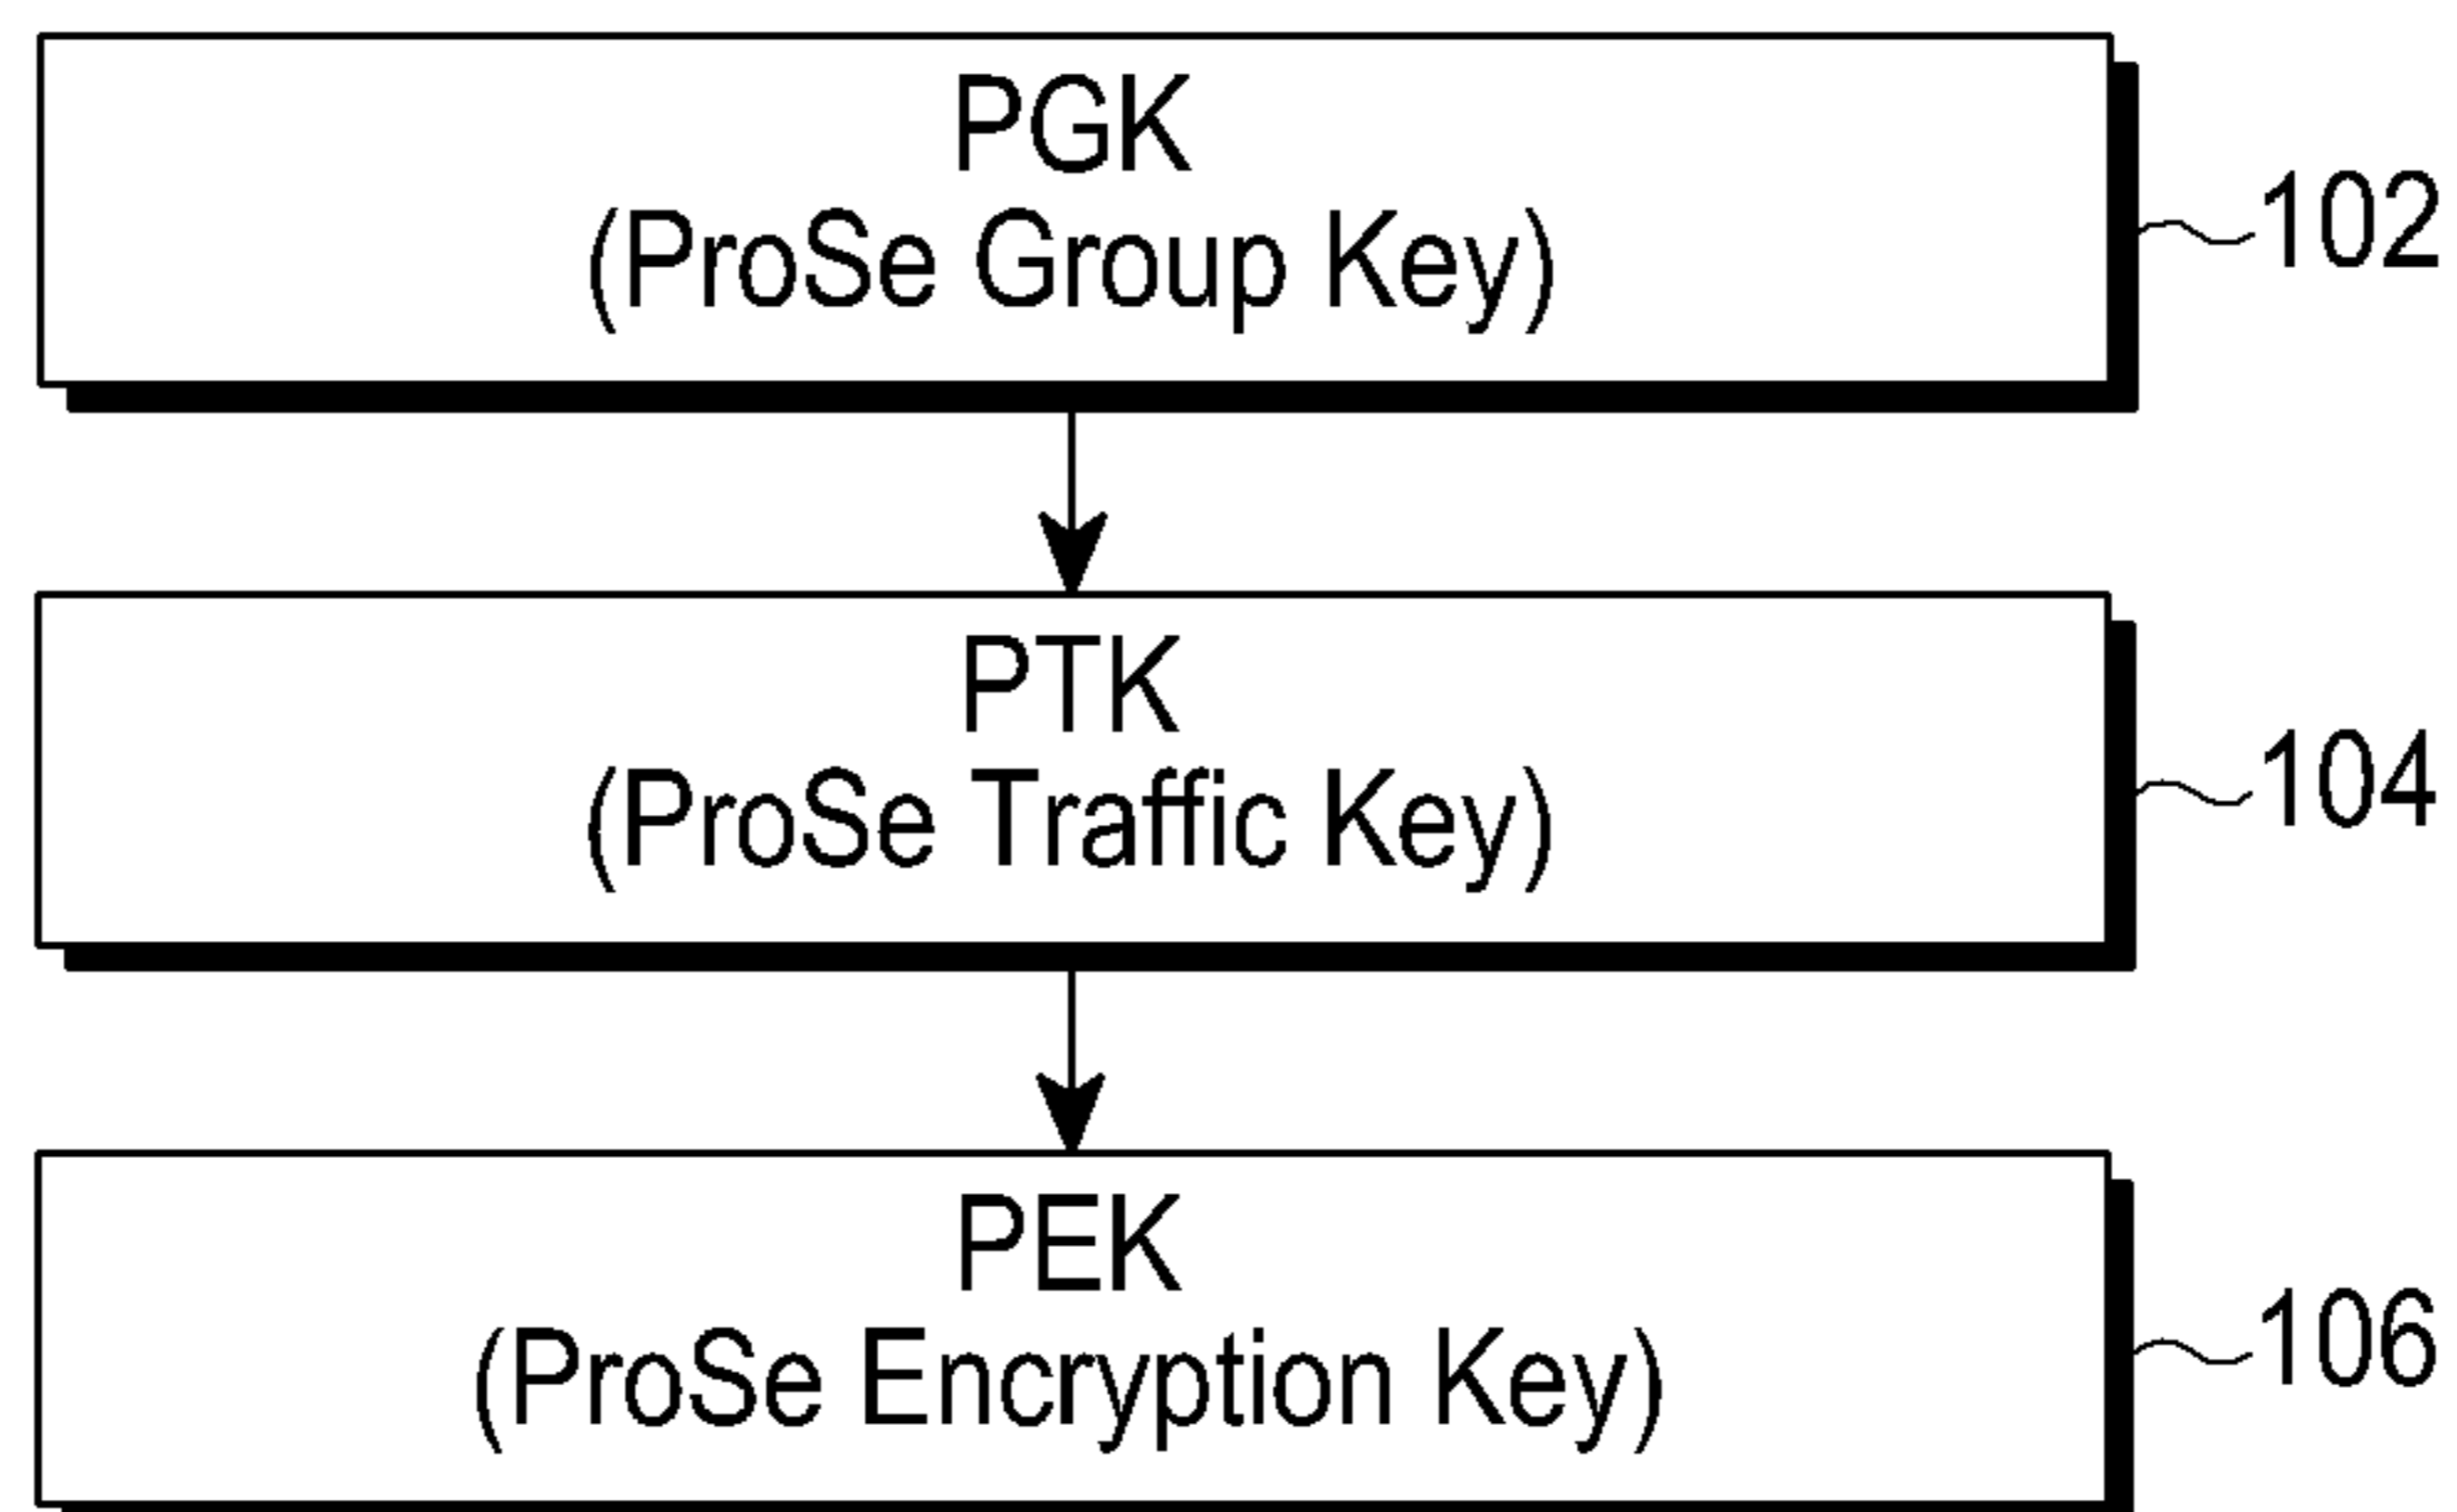 PGK
(ProSe Group Key)
102
PTK
(ProSe Traffic Key)
104
PEK
(ProSe Encryption Key)
106